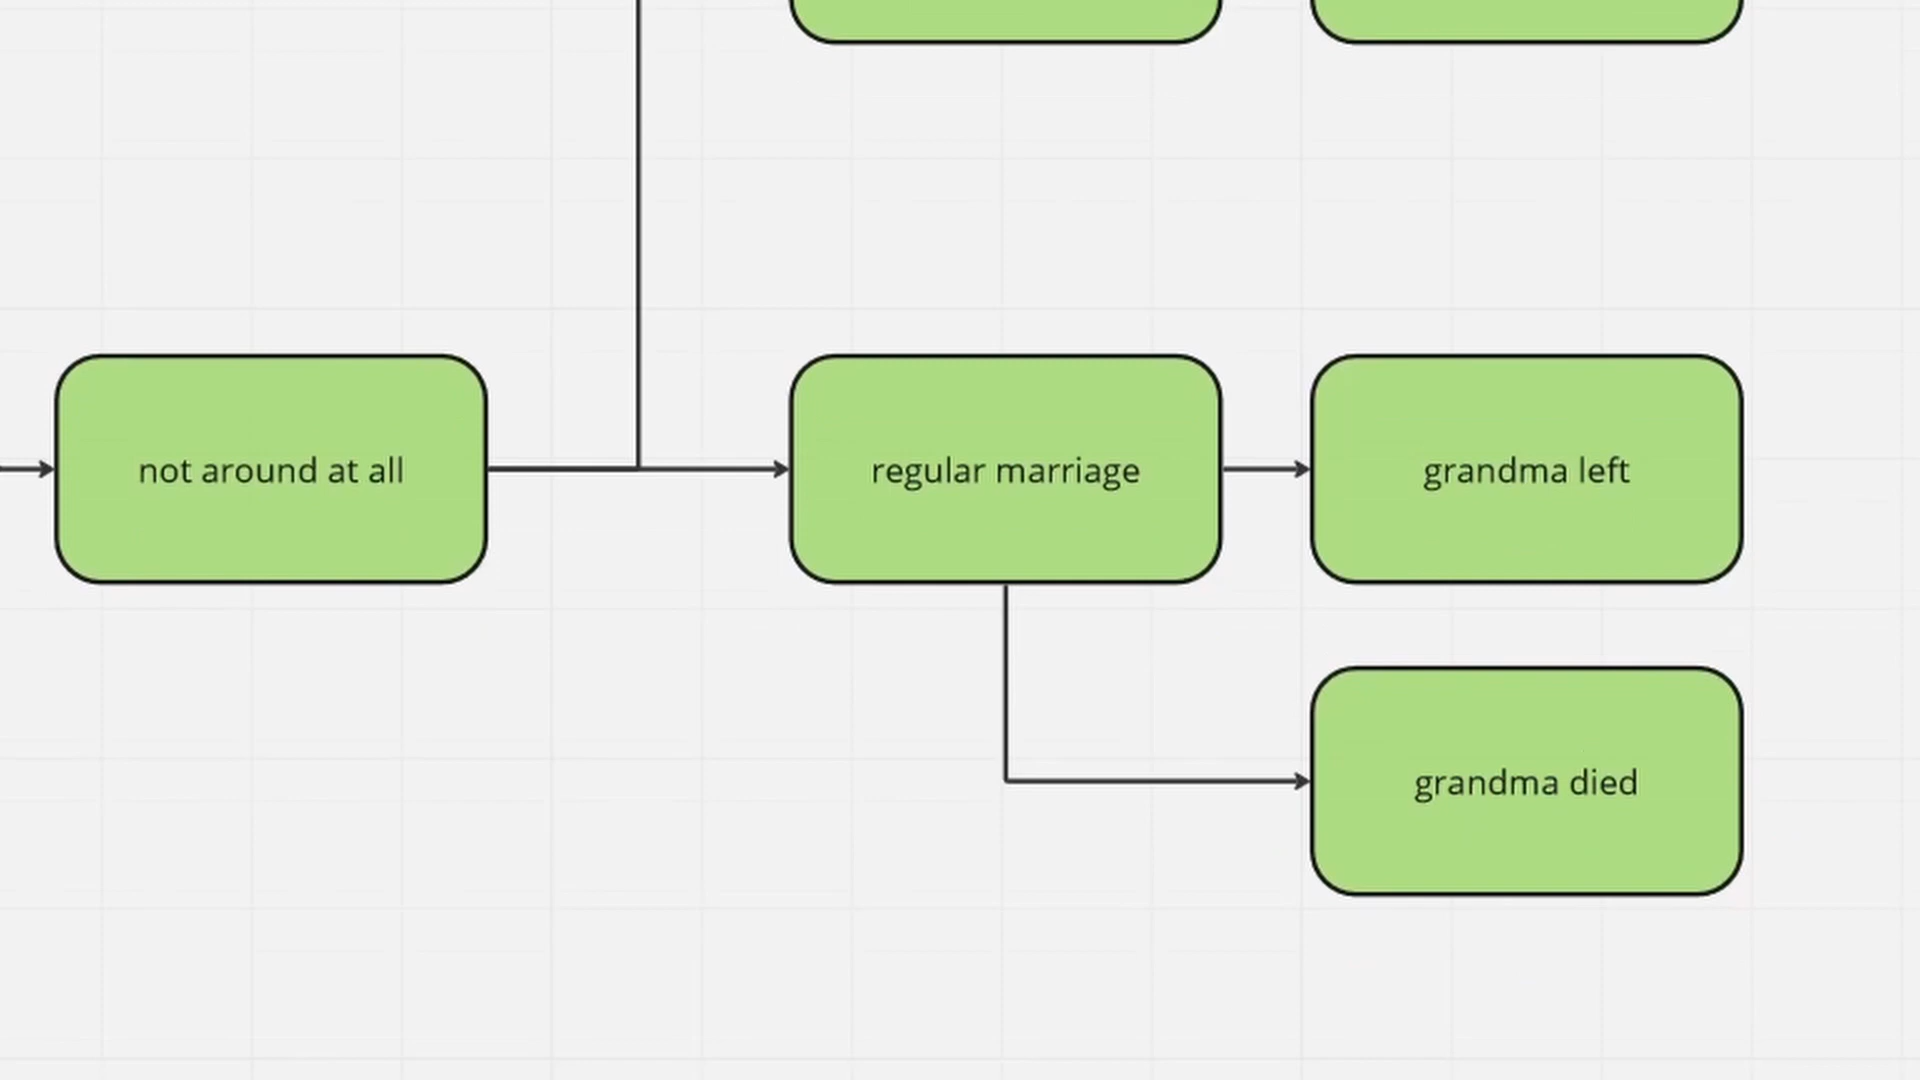 not around at all
regular marriage
grandma left
grandma died